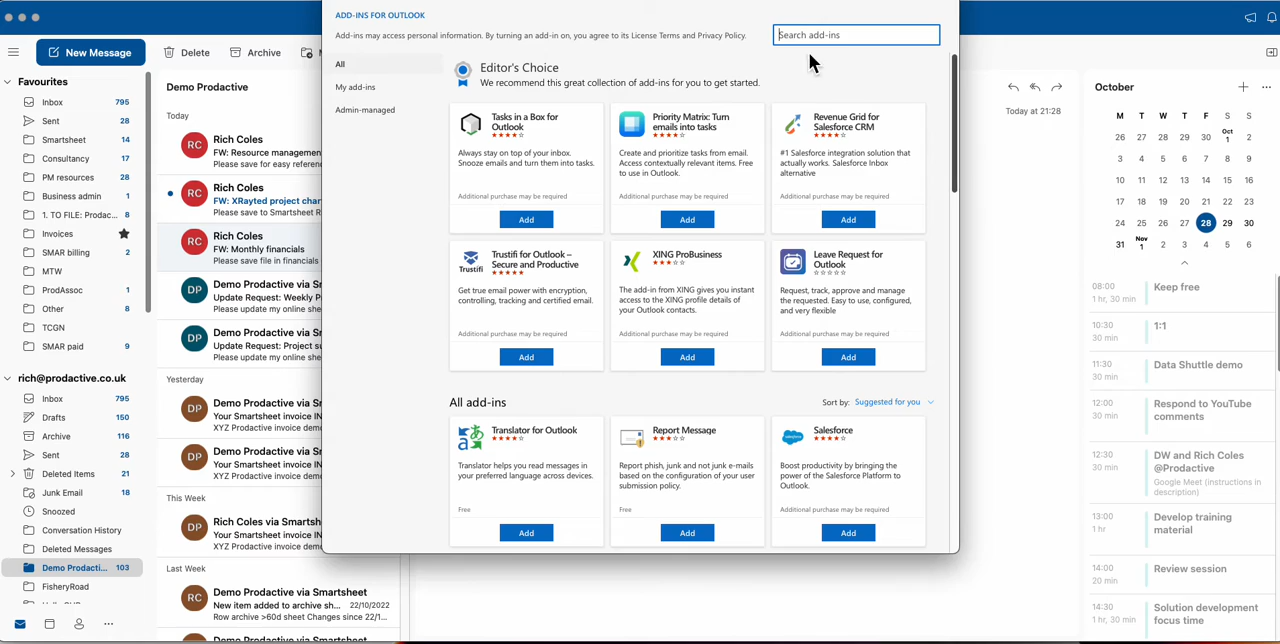 New Message
Delete
Archive
Favourites
Inbox 795
Sent 28
Smartsheet 14
Consultancy 17
PM resources 28
Business admin 1
1. TO FILE: Prodac... 8
Invoices
SMAR billing 2
MTW
ProdAssoc 1
Other 8
TCGN
SMAR paid 9
rich@prodactive.co.uk
Inbox 795
Drafts 150
Archive 116
Sent 28
Deleted Items 21
Junk Email 18
Snoozed
Conversation History
Deleted Messages
Demo Prodacti... 103
FisheryRoad
Demo Prodactive
Today
RC
Rich Coles
FW: Resource managemen
Please save for easy referenc
RC
Rich Coles
FW: XRayted project char
Please save to Smartsheet R
RC
Rich Coles
FW: Monthly financials
Please save file in financials
DP
Demo Prodactive via S
Update Request: Weekly P
Please update my online she
DP
Demo Prodactive via S
Update Request: Project su
Please update my online she
Yesterday
DP
Demo Prodactive via S
Your Smartsheet invoice IN
XYZ Prodactive invoice demo
DP
Demo Prodactive via S
Your Smartsheet invoice IN
XYZ Prodactive invoice demo
This Week
DP
Rich Coles via Smartsh
Your Smartsheet invoice IN
XYZ Prodactive invoice dem
Last Week
RC
Demo Prodactive via Smartsheet
New item added to archive sh... 22/10/2022
Row archive >60d sheet Changes since 22/1...
Demo Prodactive via Smartsheet
ADD-INS FOR OUTLOOK
Add-ins may access personal information. By turning an add-in on, you agree to its License Terms and Privacy Policy.
Search add-ins
All
My add-ins
Admin-managed
Editor's Choice
We recommend this great collection of add-ins for you to get started.
Tasks in a Box for
Outlook
Always stay on top of your inbox.
Snooze emails and turn them into tasks.
Additional purchase may be required
Add
Priority Matrix: Turn
emails into tasks
Create and prioritize tasks from email.
Access contextually relevant items. Free
to use in Outlook.
Additional purchase may be required
Add
Revenue Grid for
Salesforce CRM
#1 Salesforce integration solution that
actually works. Salesforce Inbox
alternative
Additional purchase may be required
Add
Trustifi
Trustifi for Outlook –
Secure and Productive
Get true email power with encryption,
controlling, tracking and certified email.
Additional purchase may be required
Add
XING ProBusiness
The add-in from XING gives you instant
access to the XING profile details of
your Outlook contacts.
Additional purchase may be required
Add
Leave Request for
Outlook
Request, track, approve and manage
the requested. Easy to use, configured,
and very flexible
Additional purchase may be required
Add
All add-ins
Sort by: Suggested for you
Translator for Outlook
Translator helps you read messages in
your preferred language across devices.
Free
Add
Report Message
Report phish, junk and not junk e-mails
based on the configuration of your user
submission policy.
Free
Add
salesforce
Salesforce
Boost productivity by bringing the
power of the Salesforce Platform to
Outlook.
Additional purchase may be required
Add
Today at 21:28
October
M T W T F S S
26 27 28 29 30 Oct 1 2
3 4 5 6 7 8 9
10 11 12 13 14 15 16
17 18 19 20 21 22 23
24 25 26 27 28 29 30
31 Nov 1 2 3 4 5 6
08:00 Keep free
1 hr, 30 min
10:30 1:1
30 min
11:30 Data Shuttle demo
30 min
12:00 Respond to YouTube
30 min comments
12:30 DW and Rich Coles
30 min @Prodactive
Google Meet (instructions in
description)
13:00 Develop training
1 hr material
14:00 Review session
20 min
14:30 Solution development
1 hr, 30 min focus time